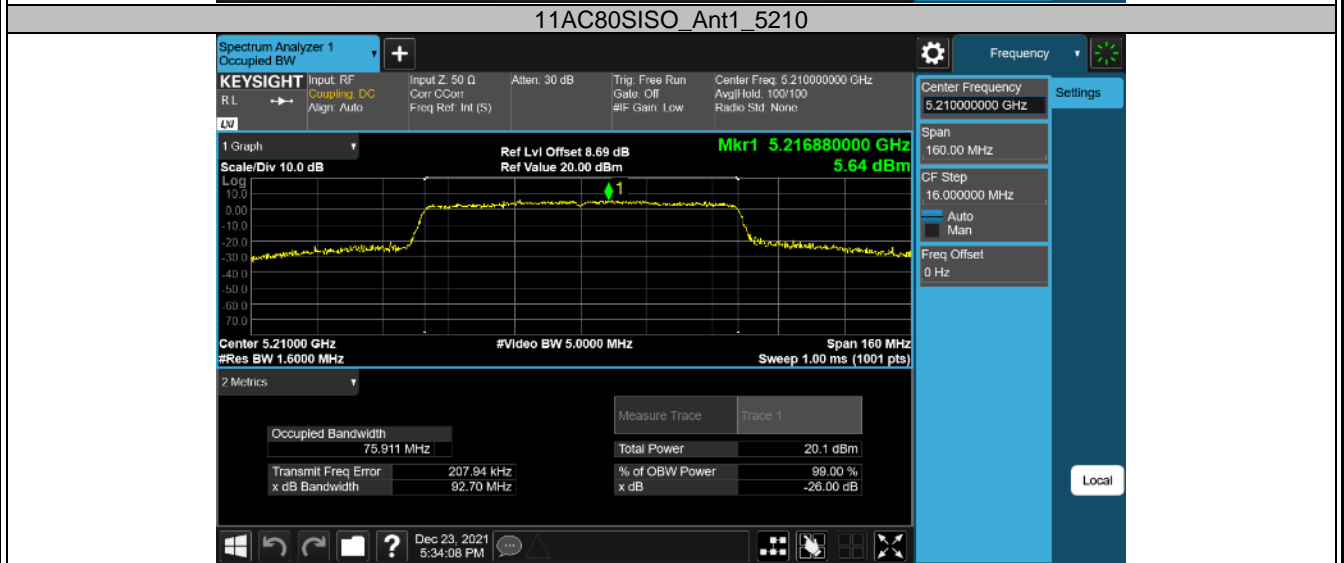 11AC80SISO_Ant1_5210
Spectrum Analyzer 1
Occupied BW
+
Frequency
KEYSIGHT Input: RF Input Z: 50 Ω Atten: 30 dB Trig: Free Run Center Freq: 5.210000000 GHz
RL Coupling: DC Corr CCorr Gate: Off Avg|Hold: 100/100
Align: Auto Freq Ref: Int (S) #IF Gain: Low Radio Std: None
LXI
Center Frequency
5.210000000 GHz
Settings
Span
160.00 MHz
CF Step
16.000000 MHz
Auto
Man
Freq Offset
0 Hz
1 Graph Ref Lvl Offset 8.69 dB Mkr1 5.216880000 GHz
Scale/Div 10.0 dB Ref Value 20.00 dBm 5.64 dBm
Log
10.0
0.00
-10.0
-20.0
-30.0
-40.0
-50.0
-60.0
70.0
1
Center 5.21000 GHz #Video BW 5.0000 MHz Span 160 MHz
#Res BW 1.6000 MHz Sweep 1.00 ms (1001 pts)
2 Metrics
Measure Trace Trace 1
Occupied Bandwidth
75.911 MHz
Total Power 20.1 dBm
Transmit Freq Error 207.94 kHz % of OBW Power 99.00 %
x dB Bandwidth 92.70 MHz x dB -26.00 dB
Local
?
Dec 23, 2021
5:34:08 PM